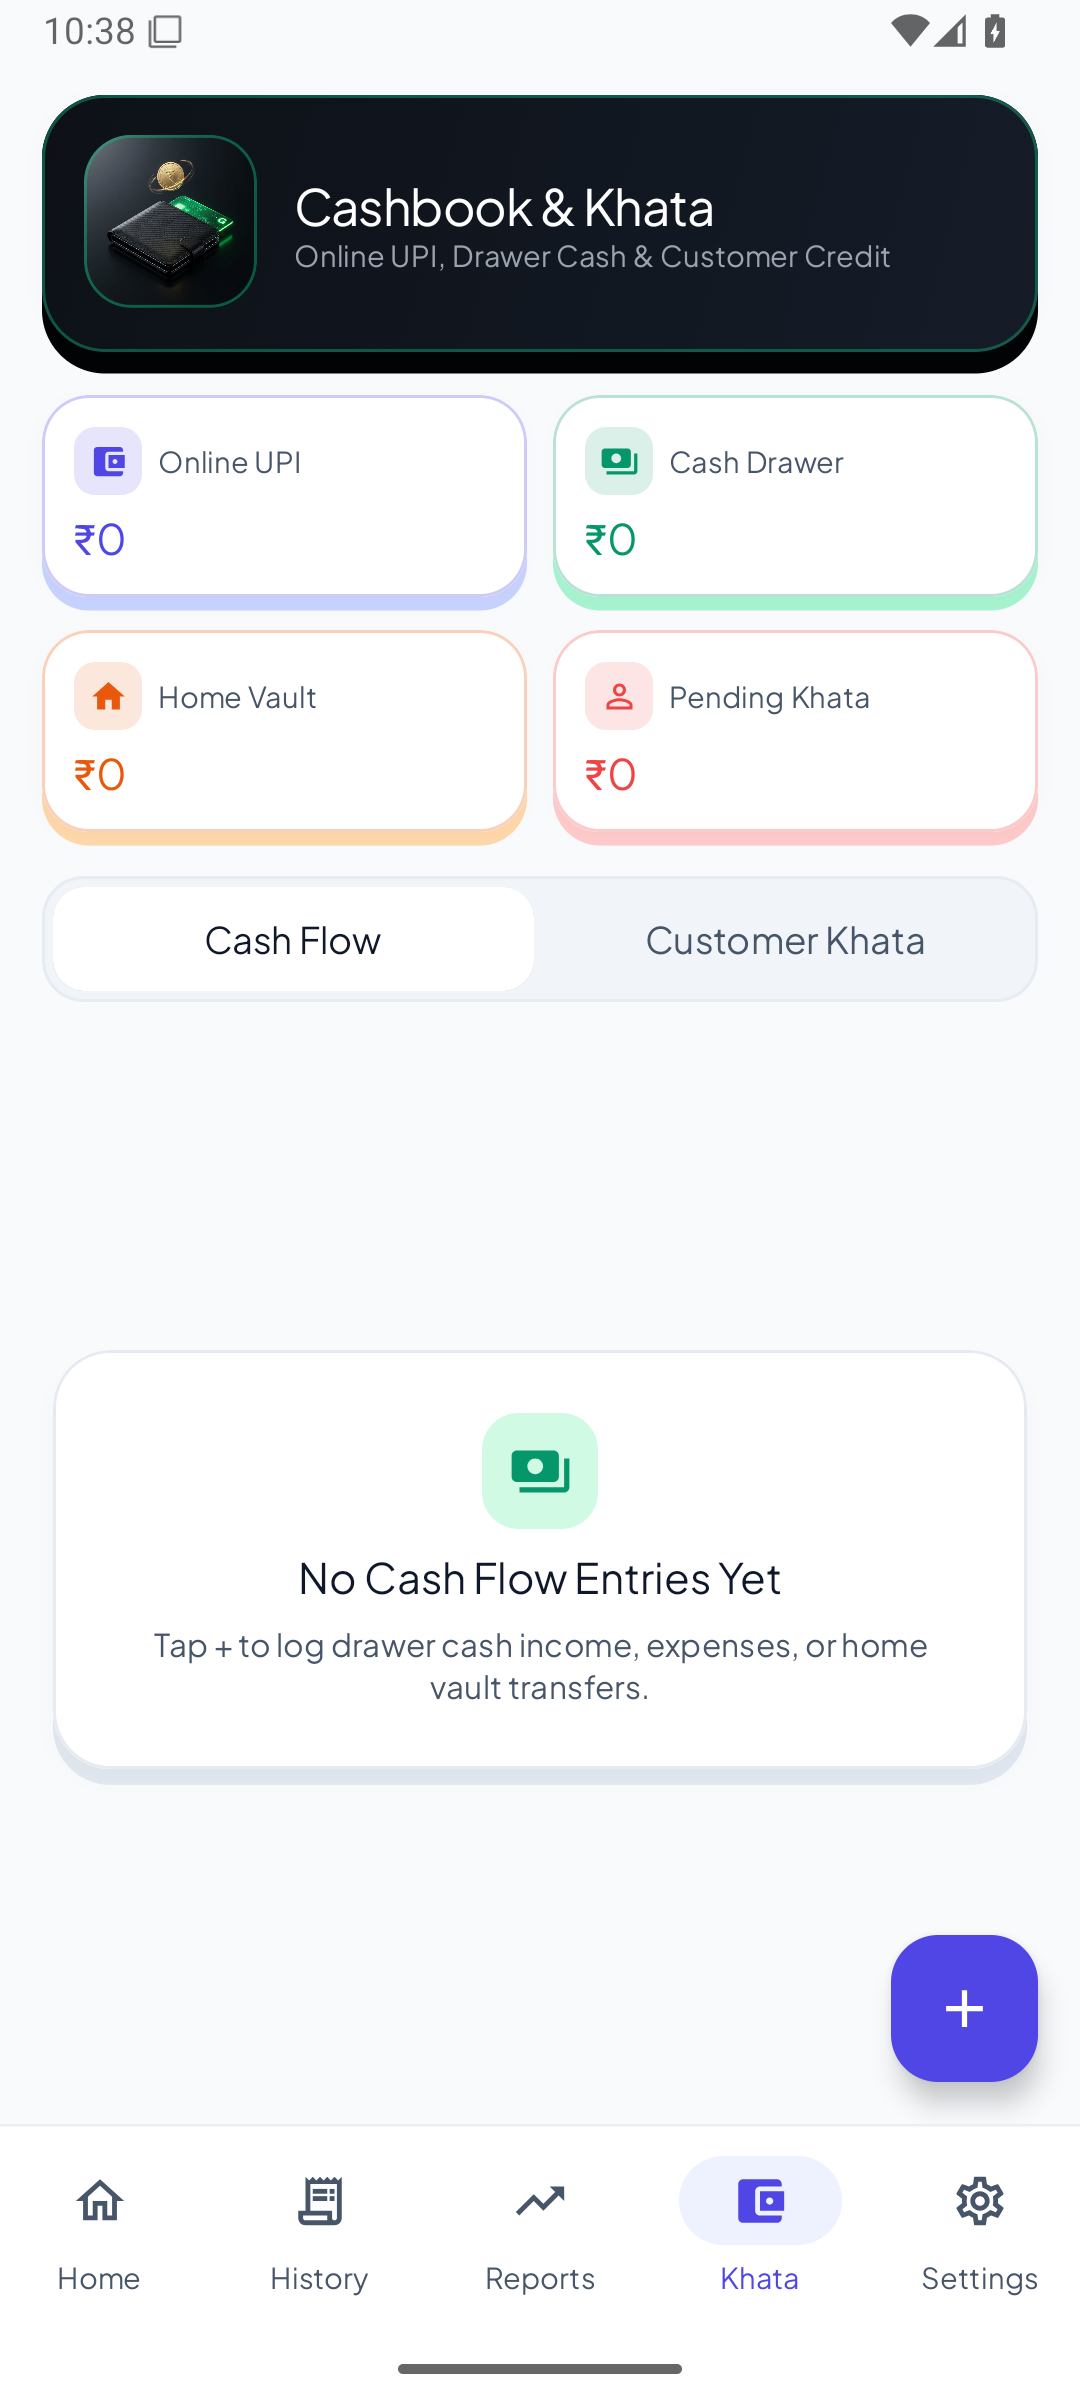 10:38
Cashbook & Khata
Online UPI, Drawer Cash & Customer Credit
Online UPI
₹0
Cash Drawer
₹0
Home Vault
₹0
Pending Khata
₹0
Cash Flow
Customer Khata
No Cash Flow Entries Yet
Tap + to log drawer cash income, expenses, or home
vault transfers.
+
Home
History
Reports
Khata
Settings